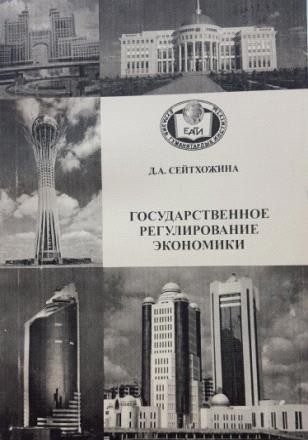 ЕАГИ
Д.А. СЕЙТХОЖИНА
ГОСУДАРСТВЕННОЕ
РЕГУЛИРОВАНИЕ
ЭКОНОМИКИ